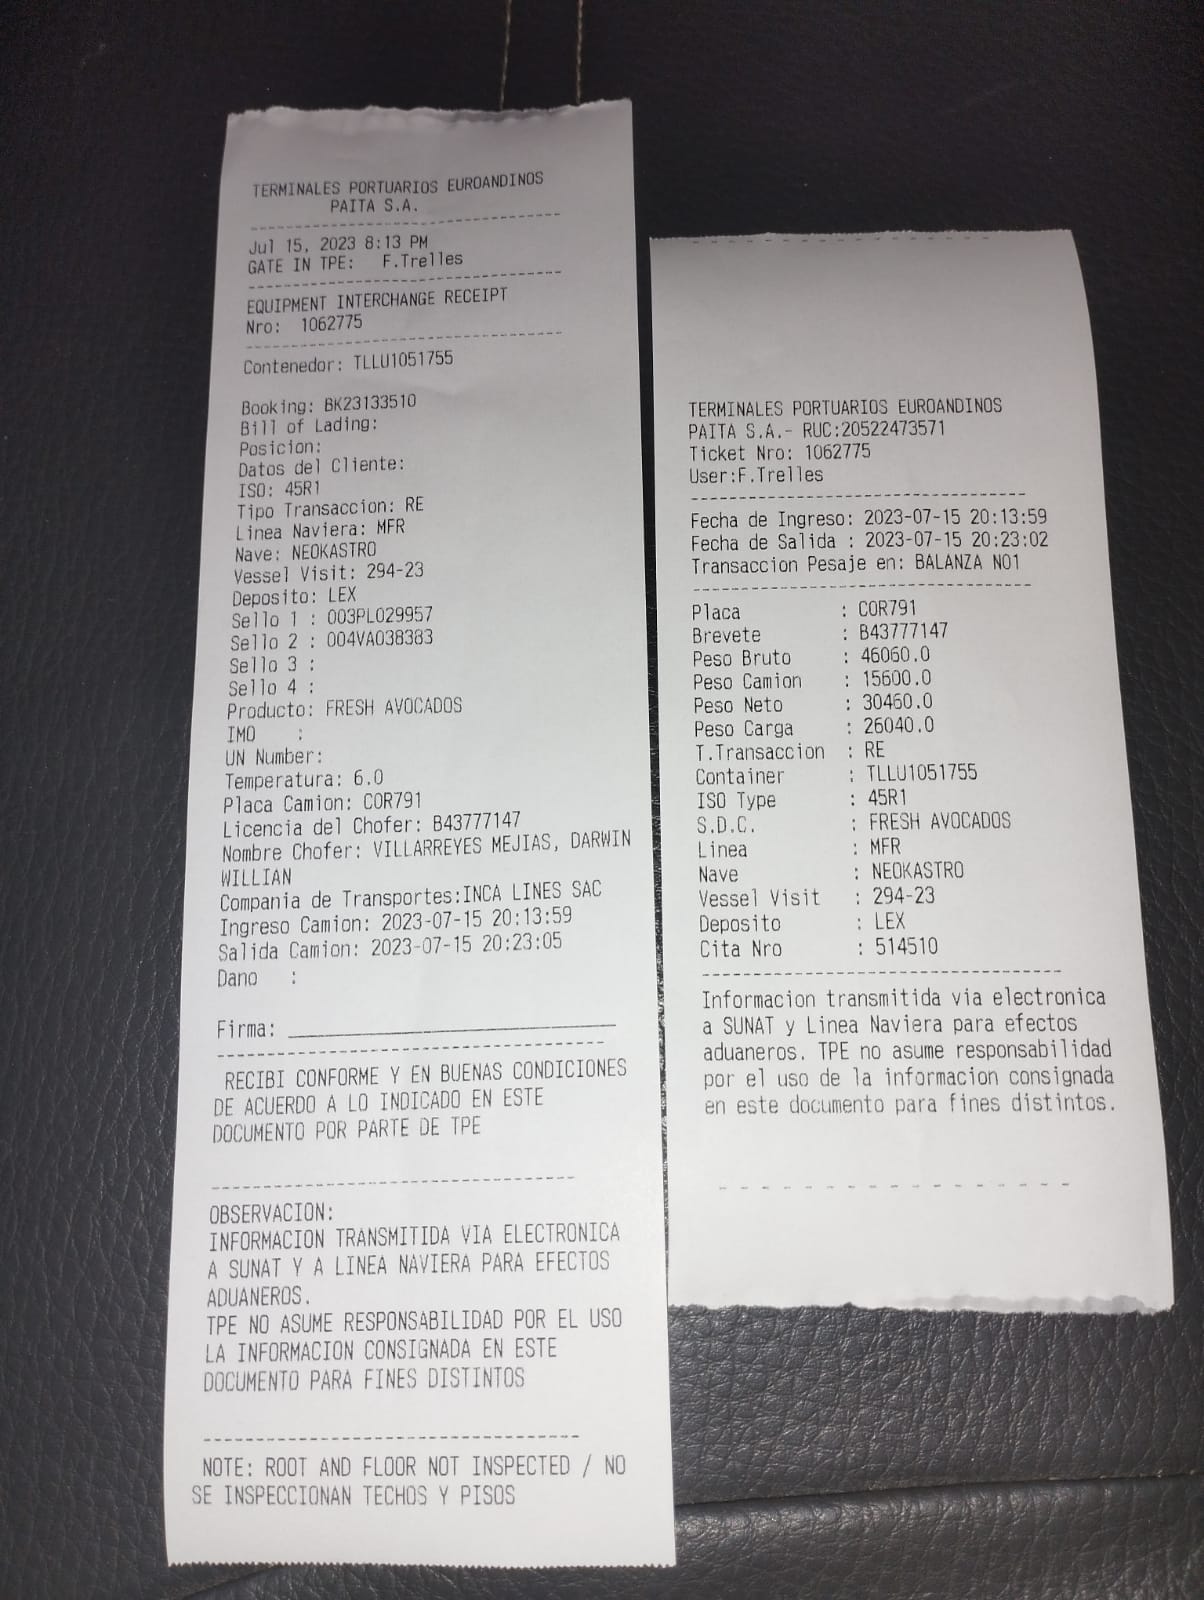 TERMINALES PORTUARIOS EUROANDINOS
PAITA S.A.
Jul 15, 2023 8:13 PM
GATE IN TPE: F.Trelles
EQUIPMENT INTERCHANGE RECEIPT
Nro: 1062775
Contenedor: TLLU1051755
Booking: BK23133510
Bill of Lading:
Posicion:
Datos del Cliente:
ISO: 45R1
Tipo Transaccion: RE
Linea Naviera: MFR
Nave: NEOKASTRO
Vessel Visit: 294-23
Deposito: LEX
Sello 1 : 003PL029957
Sello 2 : 004VA038383
Sello 3 :
Sello 4 :
Producto: FRESH AVOCADOS
IMO :
UN Number:
Temperatura: 6.0
Placa Camion: COR791
Licencia del Chofer: B43777147
Nombre Chofer: VILLARREYES MEJIAS, DARWIN
WILLIAN
Compania de Transportes:INCA LINES SAC
Ingreso Camion: 2023-07-15 20:13:59
Salida Camion: 2023-07-15 20:23:05
Dano :
Firma:
RECIBI CONFORME Y EN BUENAS CONDICIONES
DE ACUERDO A LO INDICADO EN ESTE
DOCUMENTO POR PARTE DE TPE
OBSERVACION:
INFORMACION TRANSMITIDA VIA ELECTRONICA
A SUNAT Y A LINEA NAVIERA PARA EFECTOS
ADUANEROS.
TPE NO ASUME RESPONSABILIDAD POR EL USO
LA INFORMACION CONSIGNADA EN ESTE
DOCUMENTO PARA FINES DISTINTOS
NOTE: ROOT AND FLOOR NOT INSPECTED / NO
SE INSPECCIONAN TECHOS Y PISOS
TERMINALES PORTUARIOS EUROANDINOS
PAITA S.A.- RUC:20522473571
Ticket Nro: 1062775
User:F.Trelles
Fecha de Ingreso: 2023-07-15 20:13:59
Fecha de Salida : 2023-07-15 20:23:02
Transaccion Pesaje en: BALANZA NO1
Placa : COR791
Brevete : B43777147
Peso Bruto : 46060.0
Peso Camion : 15600.0
Peso Neto : 30460.0
Peso Carga : 26040.0
T.Transaccion : RE
Container : TLLU1051755
ISO Type : 45R1
S.D.C. : FRESH AVOCADOS
Linea : MFR
Nave : NEOKASTRO
Vessel Visit : 294-23
Deposito : LEX
Cita Nro : 514510
Informacion transmitida via electronica
a SUNAT y Linea Naviera para efectos
aduaneros. TPE no asume responsabilidad
por el uso de la informacion consignada
en este documento para fines distintos.